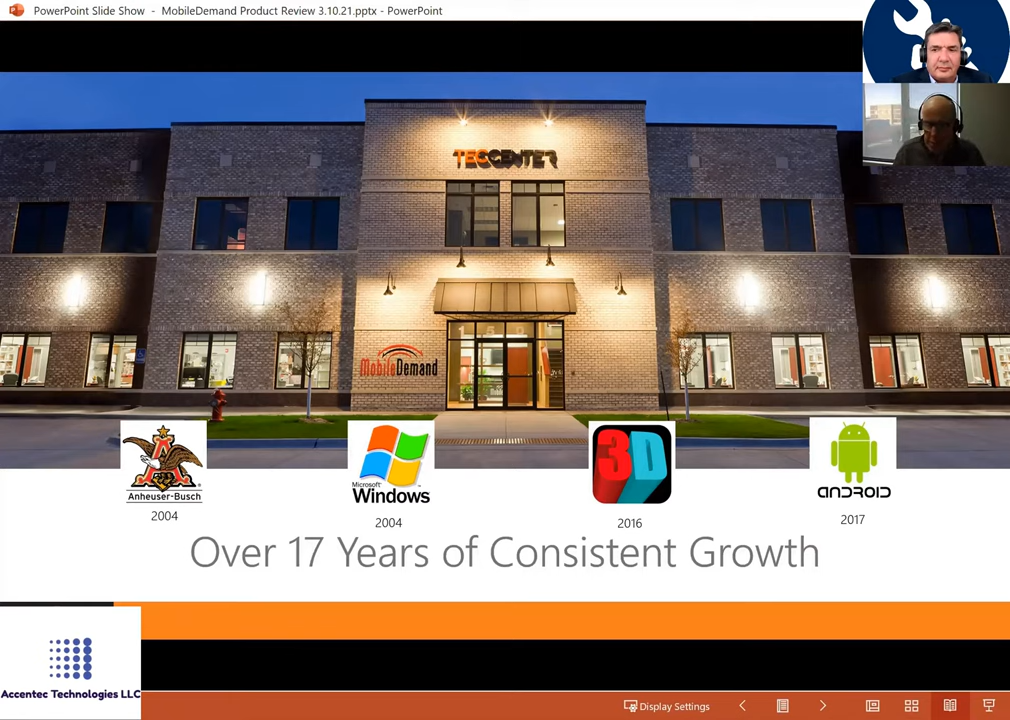 PowerPoint Slide Show - MobileDemand Product Review 3.10.21.pptx - PowerPoint
TECCENTER
150
MobileDemand
Anheuser-Busch
2004
Microsoft
Windows
2004
3D
2016
ANDROID
2017
Over 17 Years of Consistent Growth
Accentec Technologies LLC
Display Settings